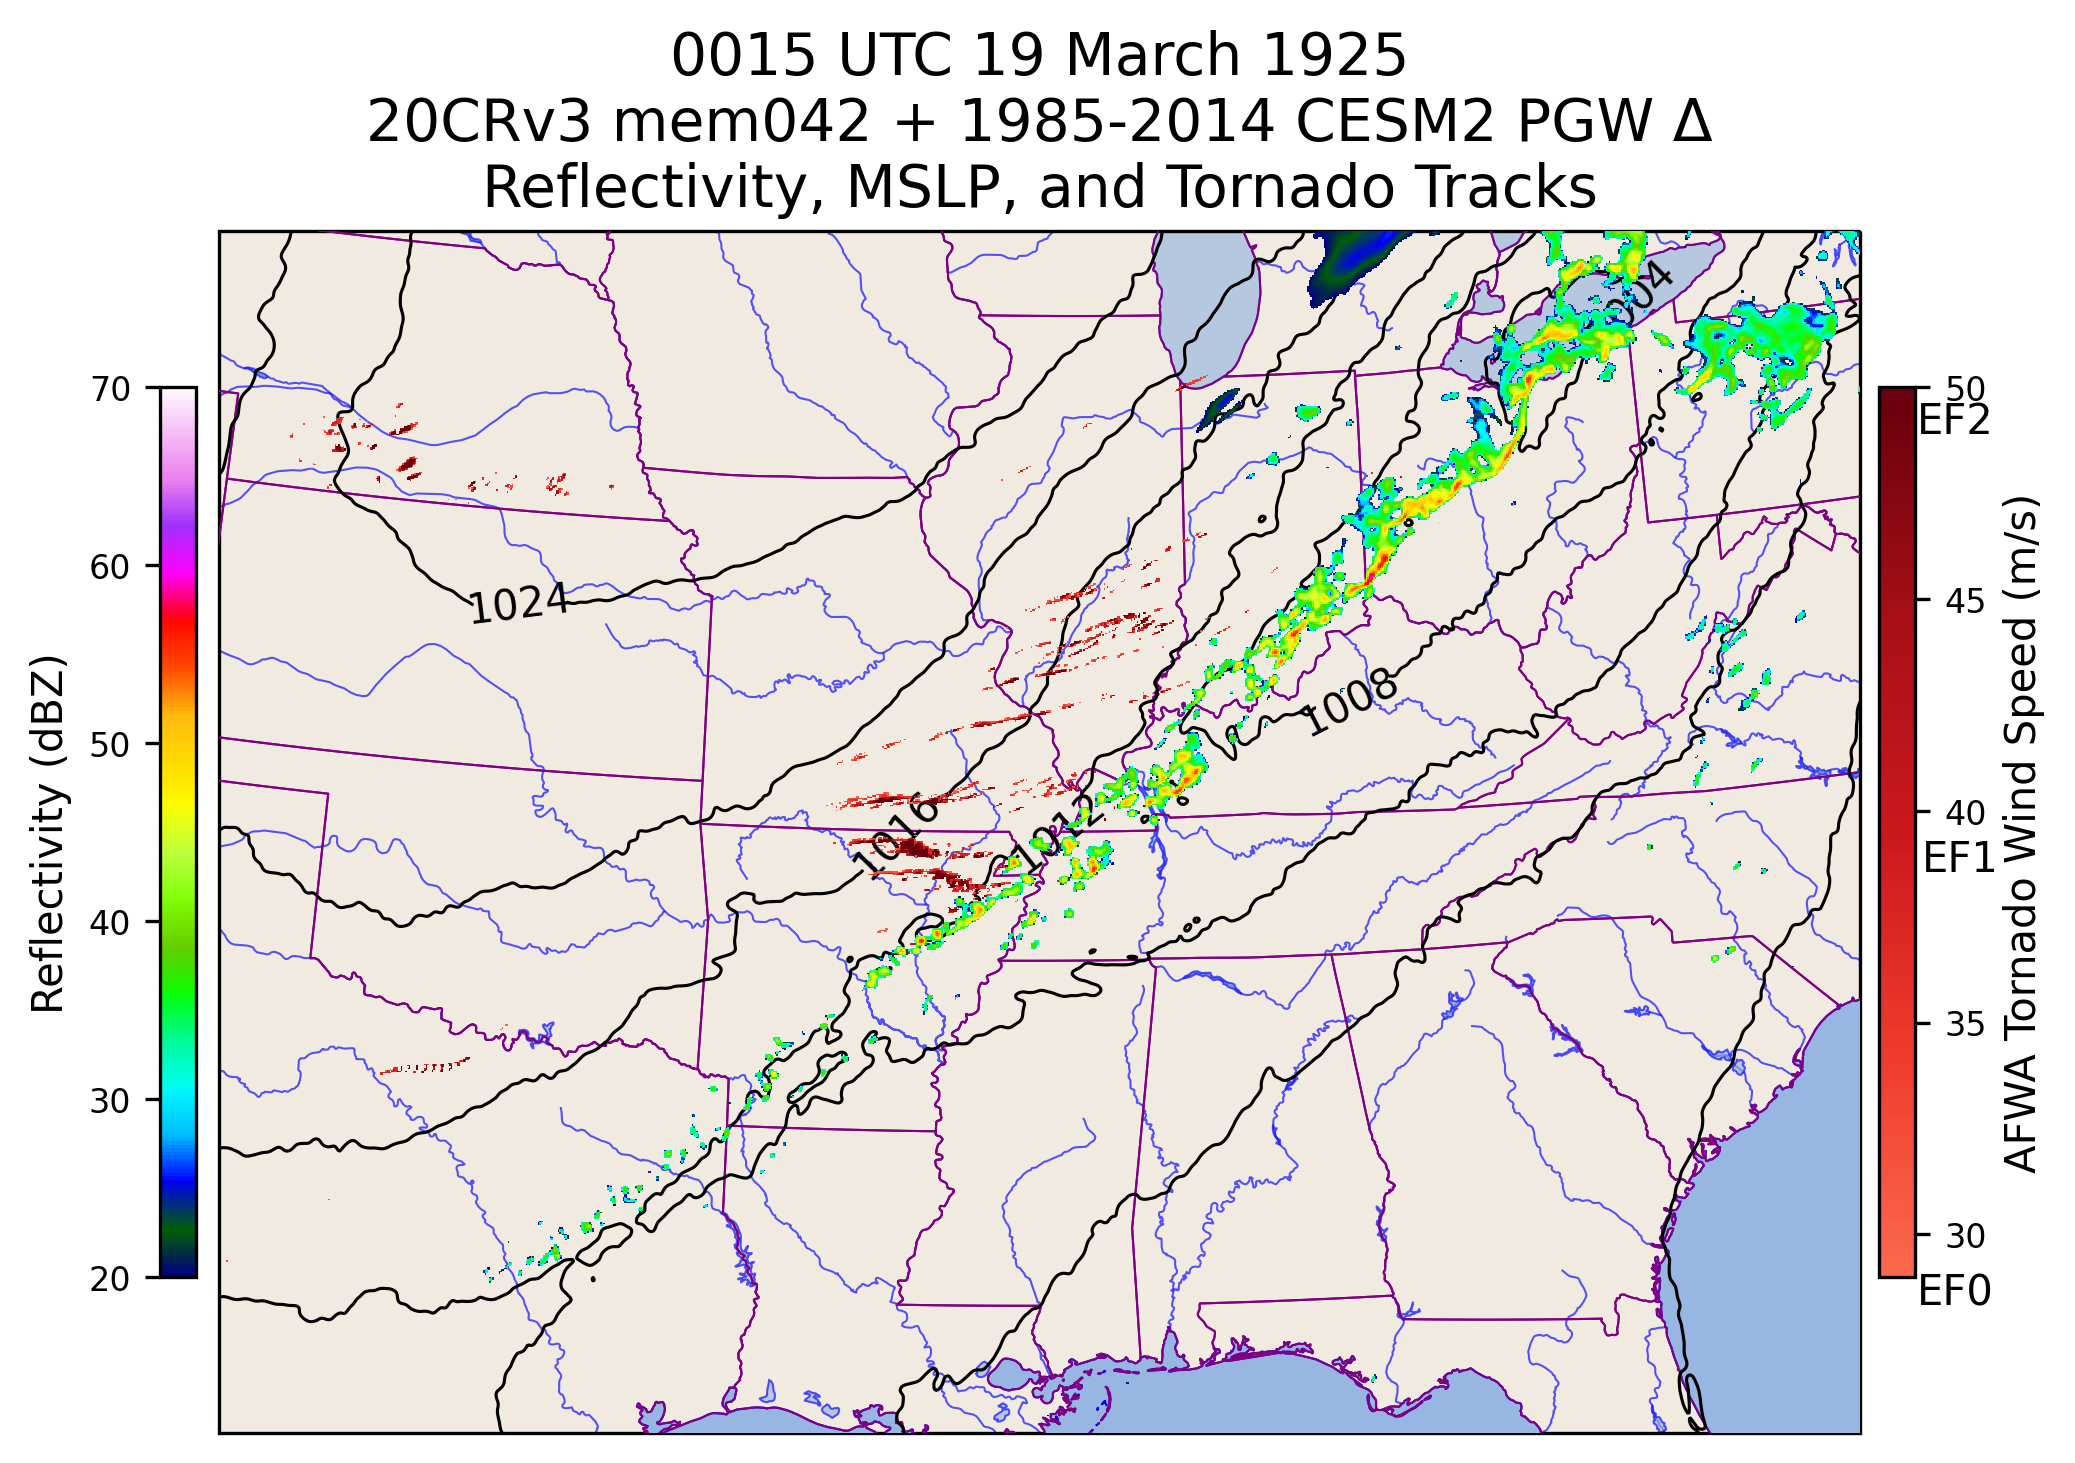 0015 UTC 19 March 1925
20CRv3 mem042 + 1985-2014 CESM2 PGW Δ
Reflectivity, MSLP, and Tornado Tracks
70
60
50
40
30
20
Reflectivity (dBZ)
1024
1016
1012
1008
50
EF2
45
40
EF1
35
30
EF0
AFWA Tornado Wind Speed (m/s)